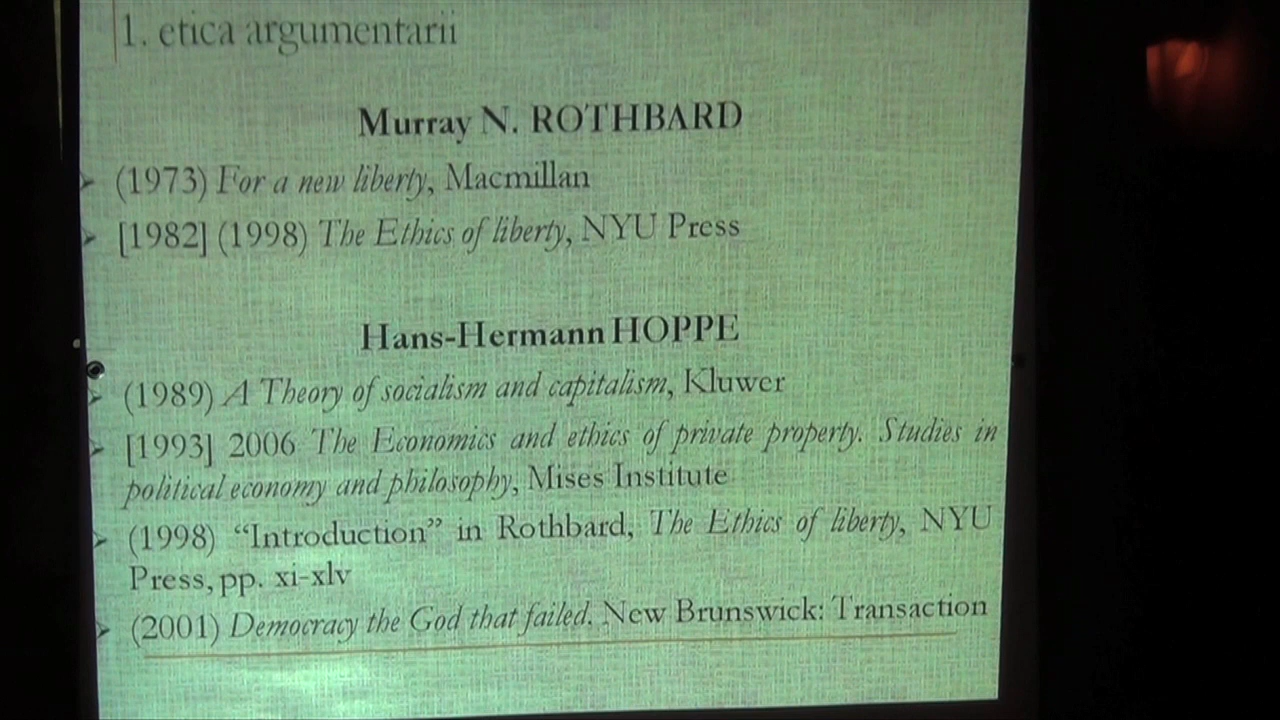 1. etica argumentarii
Murray N. ROTHBARD
(1973) For a new liberty, Macmillan
[1982] (1998) The Ethics of liberty, NYU Press
Hans-Hermann HOPPE
(1989) A Theory of socialism and capitalism, Kluwer
[1993] 2006 The Economics and ethics of private property. Studies in
political economy and philosophy, Mises Institute
(1998) “Introduction” in Rothbard, The Ethics of liberty, NYU
Press, pp. xi-xlv
(2001) Democracy the God that failed. New Brunswick: Transaction